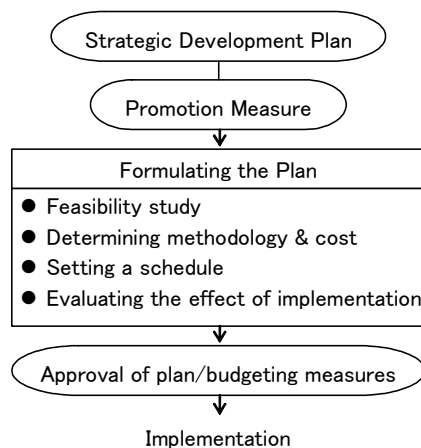 Strategic Development Plan
Promotion Measure
Formulating the Plan
● Feasibility study
● Determining methodology & cost
● Setting a schedule
● Evaluating the effect of implementation
Approval of plan/budgeting measures
Implementation